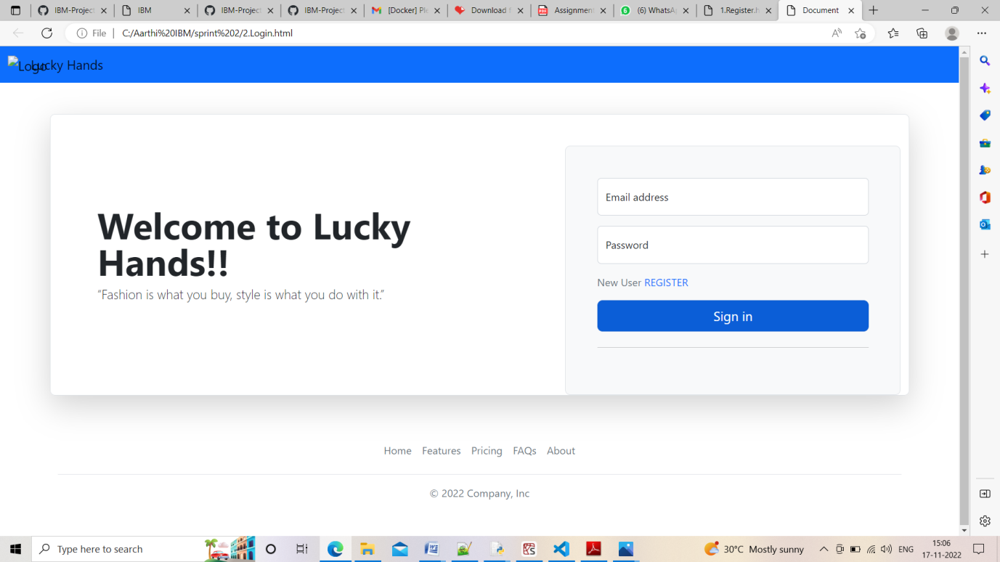 IBM-Project
IBM
IBM-Project
IBM-Project
[Docker] Ple
Download f
Assignment
(6) WhatsA
1.Register.h
Document
File
C:/Aarthi%20IBM/sprint%202/2.Login.html
Logo Lucky Hands
Welcome to Lucky
Hands!!
“Fashion is what you buy, style is what you do with it.”
Email address
Password
New User REGISTER
Sign in
Home Features Pricing FAQs About
© 2022 Company, Inc
Type here to search
30°C Mostly sunny
ENG
15:06
17-11-2022